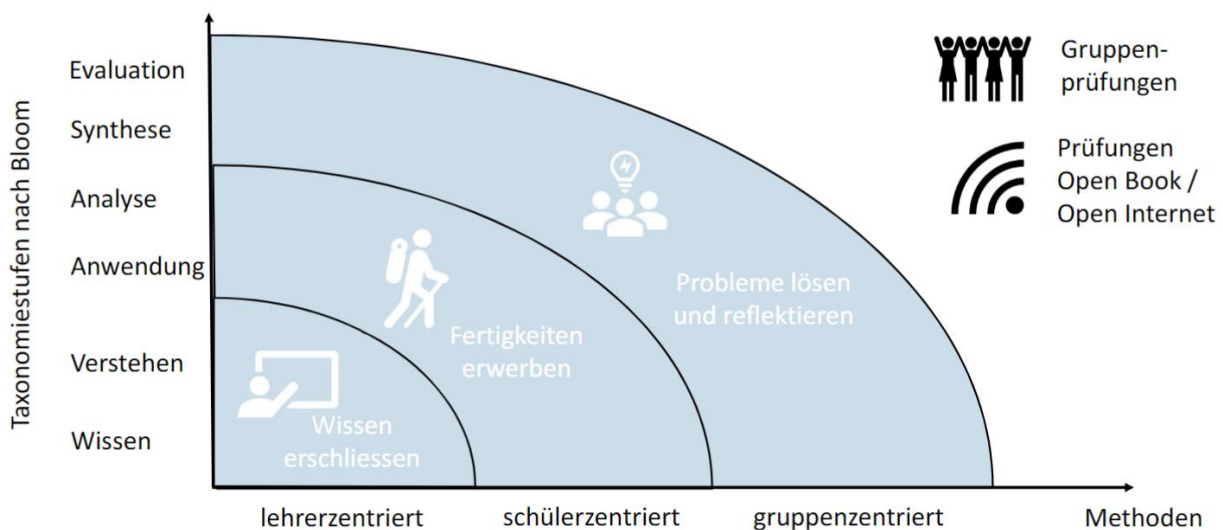 Taxonomiestufen nach Bloom
Evaluation
Synthese
Analyse
Anwendung
Verstehen
Wissen
Wissen
erschliessen
Fertigkeiten
erwerben
Probleme lösen
und reflektieren
Gruppen-
prüfungen
Prüfungen
Open Book /
Open Internet
lehrerzentriert
schülerzentriert
gruppenzentriert
Methoden